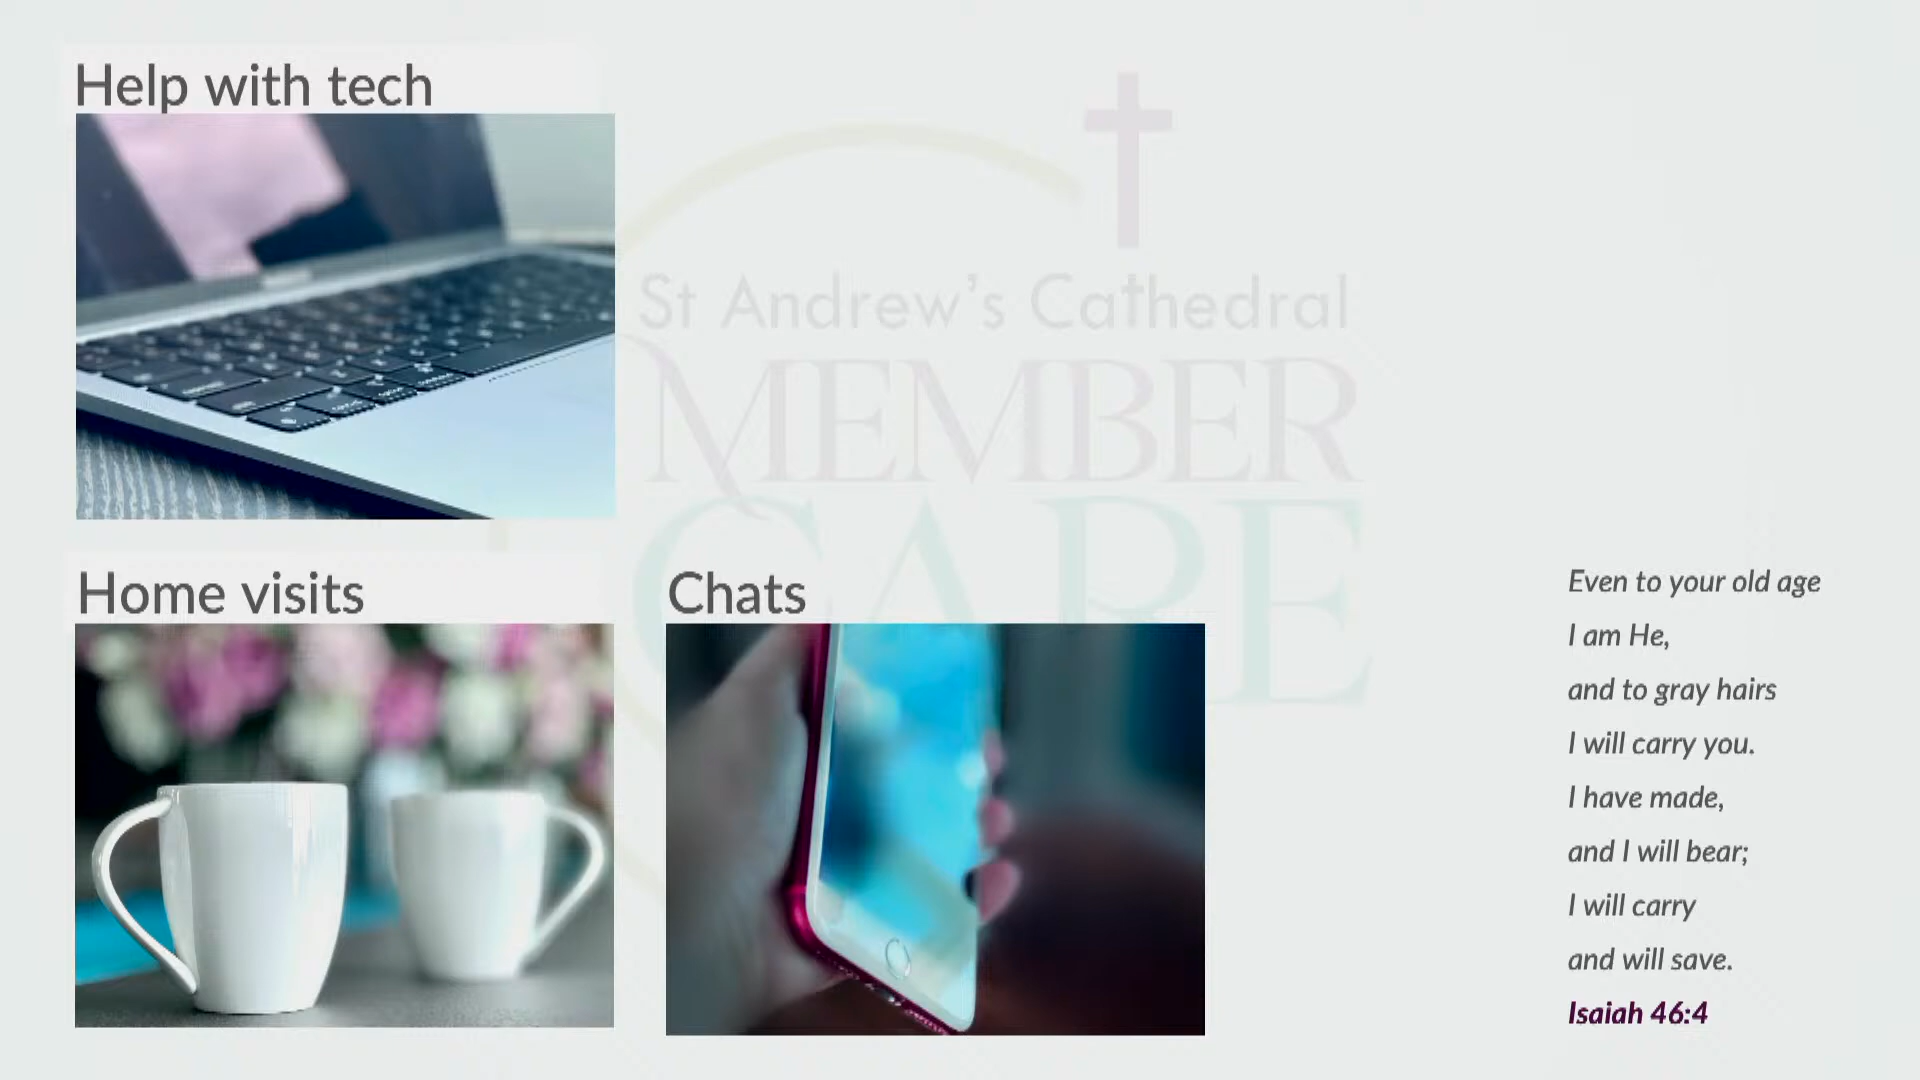 Help with tech
St Andrew's Cathedral
MEMBER
CARE
Home visits
Chats
Even to your old age
I am He,
and to gray hairs
I will carry you.
I have made,
and I will bear;
I will carry
and will save.
Isaiah 46:4